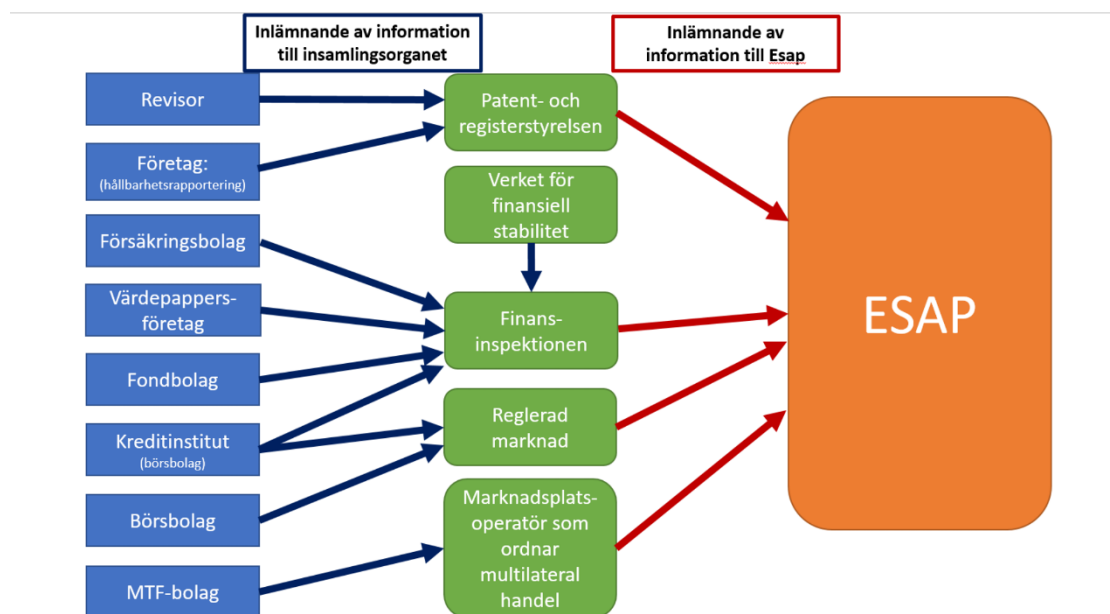 Inlämnande av information
till insamlingsorganet
Inlämnande av
information till Esap
Revisor
Företag:
(hållbarhetsrapportering)
Försäkringsbolag
Värdepappers-
företag
Fondbolag
Kreditinstitut
(börsbolag)
Börsbolag
MTF-bolag
Patent- och
registerstyrelsen
Verket för
finansiell
stabilitet
Finans-
inspektionen
Reglerad
marknad
Marknadsplats-
operatör som
ordnar
multilateral
handel
ESAP